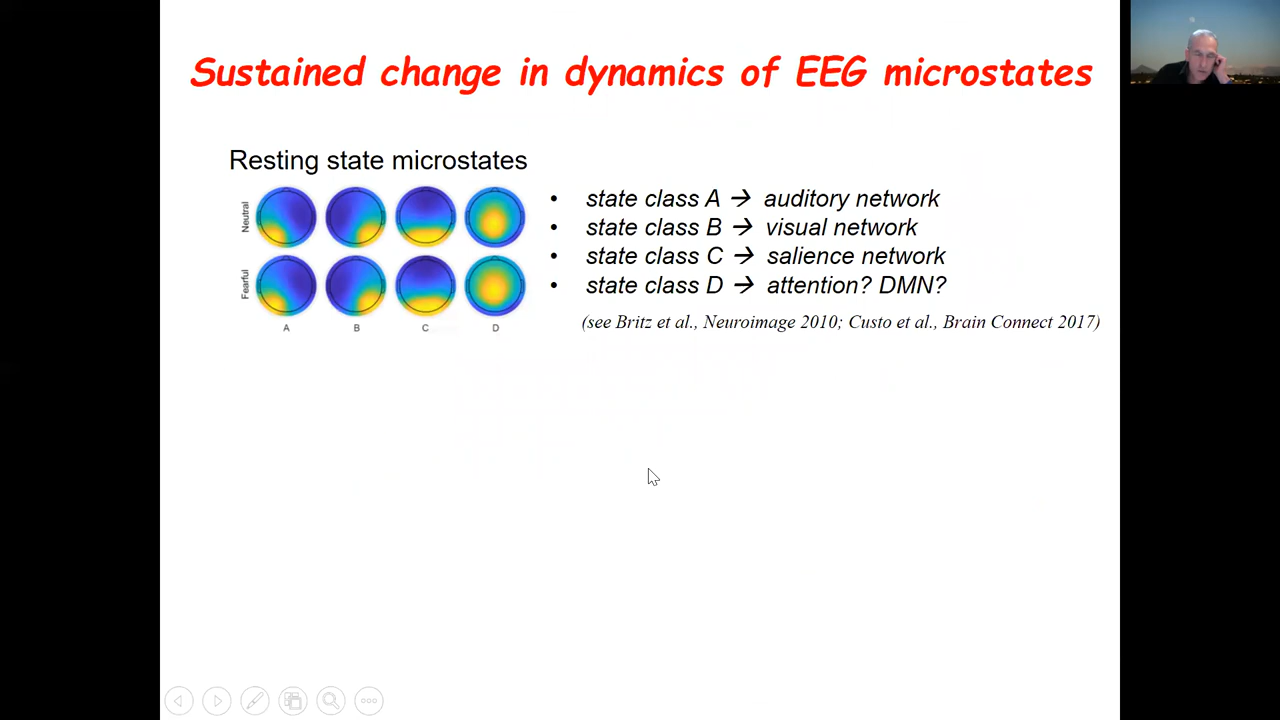 Sustained change in dynamics of EEG microstates
Resting state microstates
Neutral
Fearful
A B C D
• state class A → auditory network
• state class B → visual network
• state class C → salience network
• state class D → attention? DMN?
(see Britz et al., Neuroimage 2010; Custo et al., Brain Connect 2017)